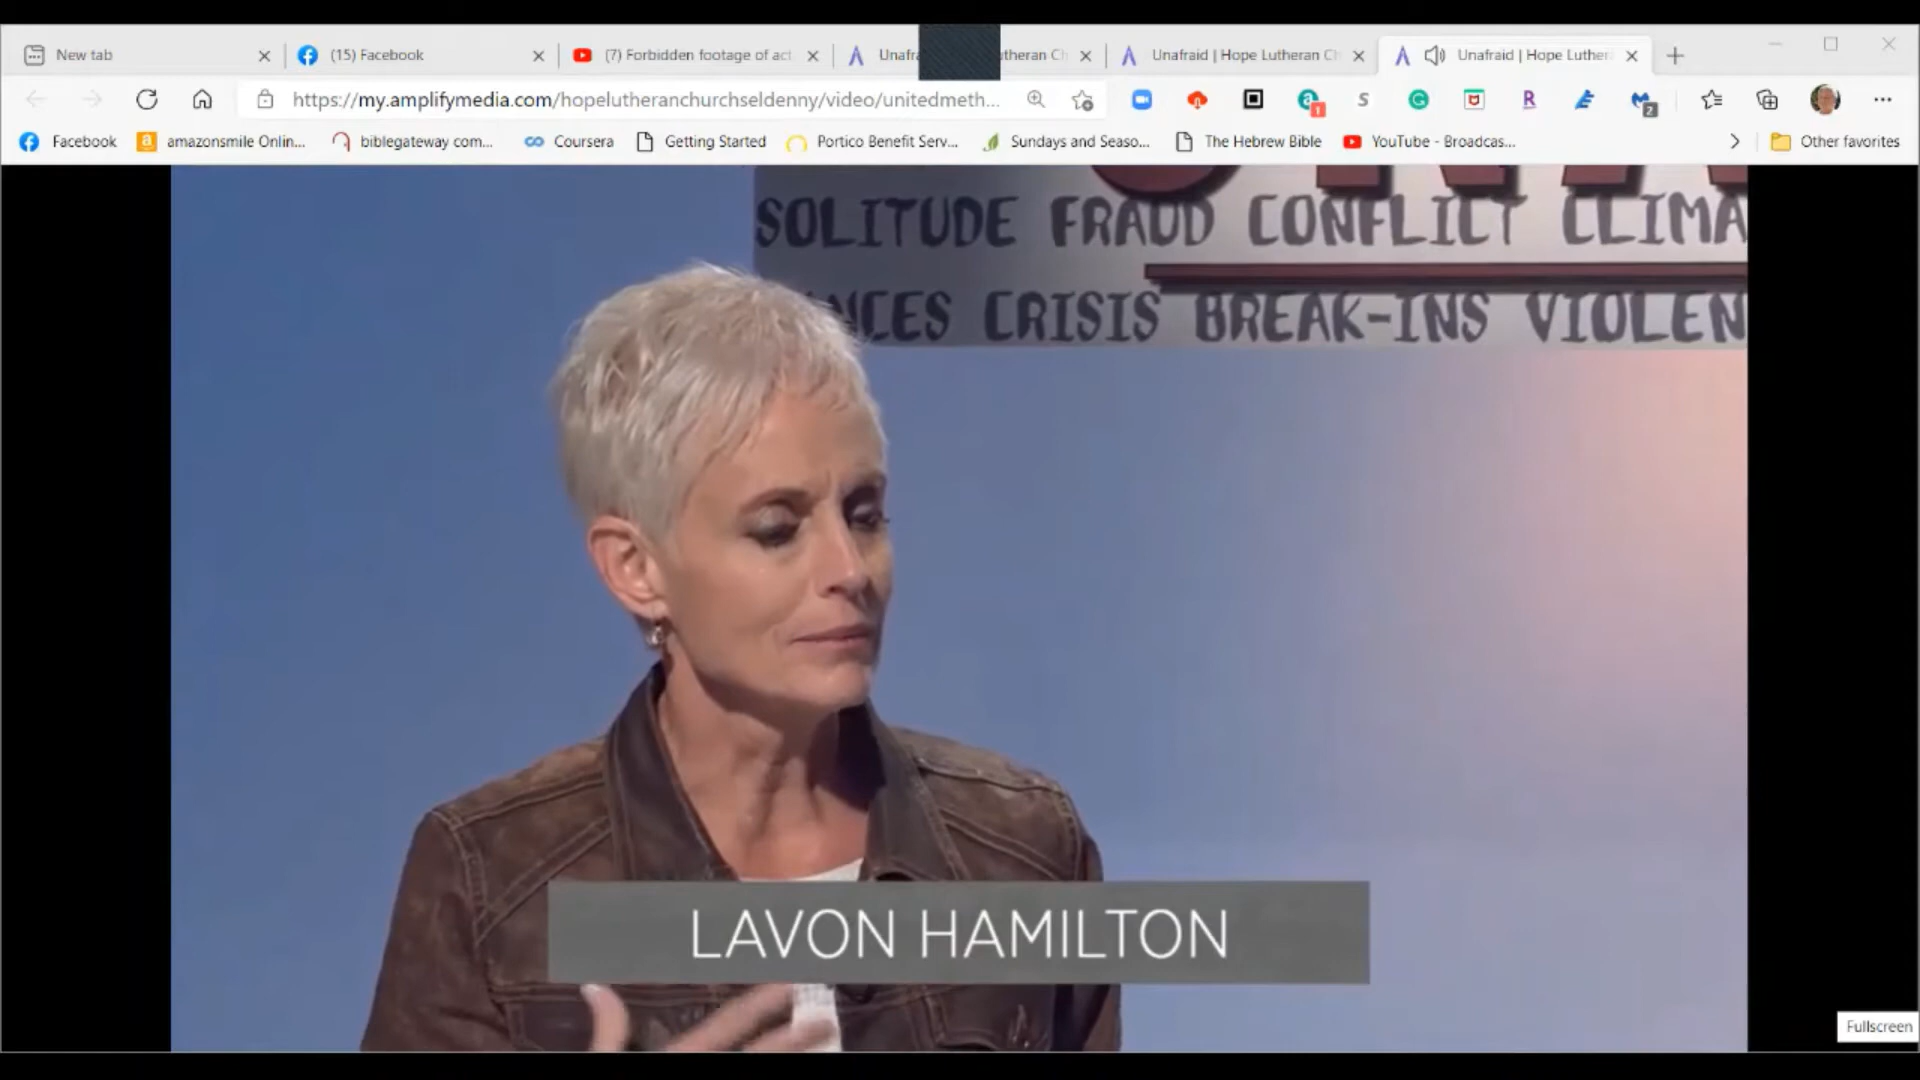 New tab
(15) Facebook
(7) Forbidden footage of act
Unafra
theran Ch
Unafraid | Hope Lutheran Ch
Unafraid | Hope Luther
https://my.amplifymedia.com/hopelutheranchurchseldenny/video/unitedmeth...
1
S
G
R
2
Facebook
amazonsmile Onlin...
biblegateway com...
Coursera
Getting Started
Portico Benefit Serv...
Sundays and Seaso...
The Hebrew Bible
YouTube - Broadcas...
Other favorites
SOLITUDE FRAUD CONFLICT CLIMA
NCES CRISIS BREAK-INS VIOLEN
LAVON HAMILTON
Fullscreen